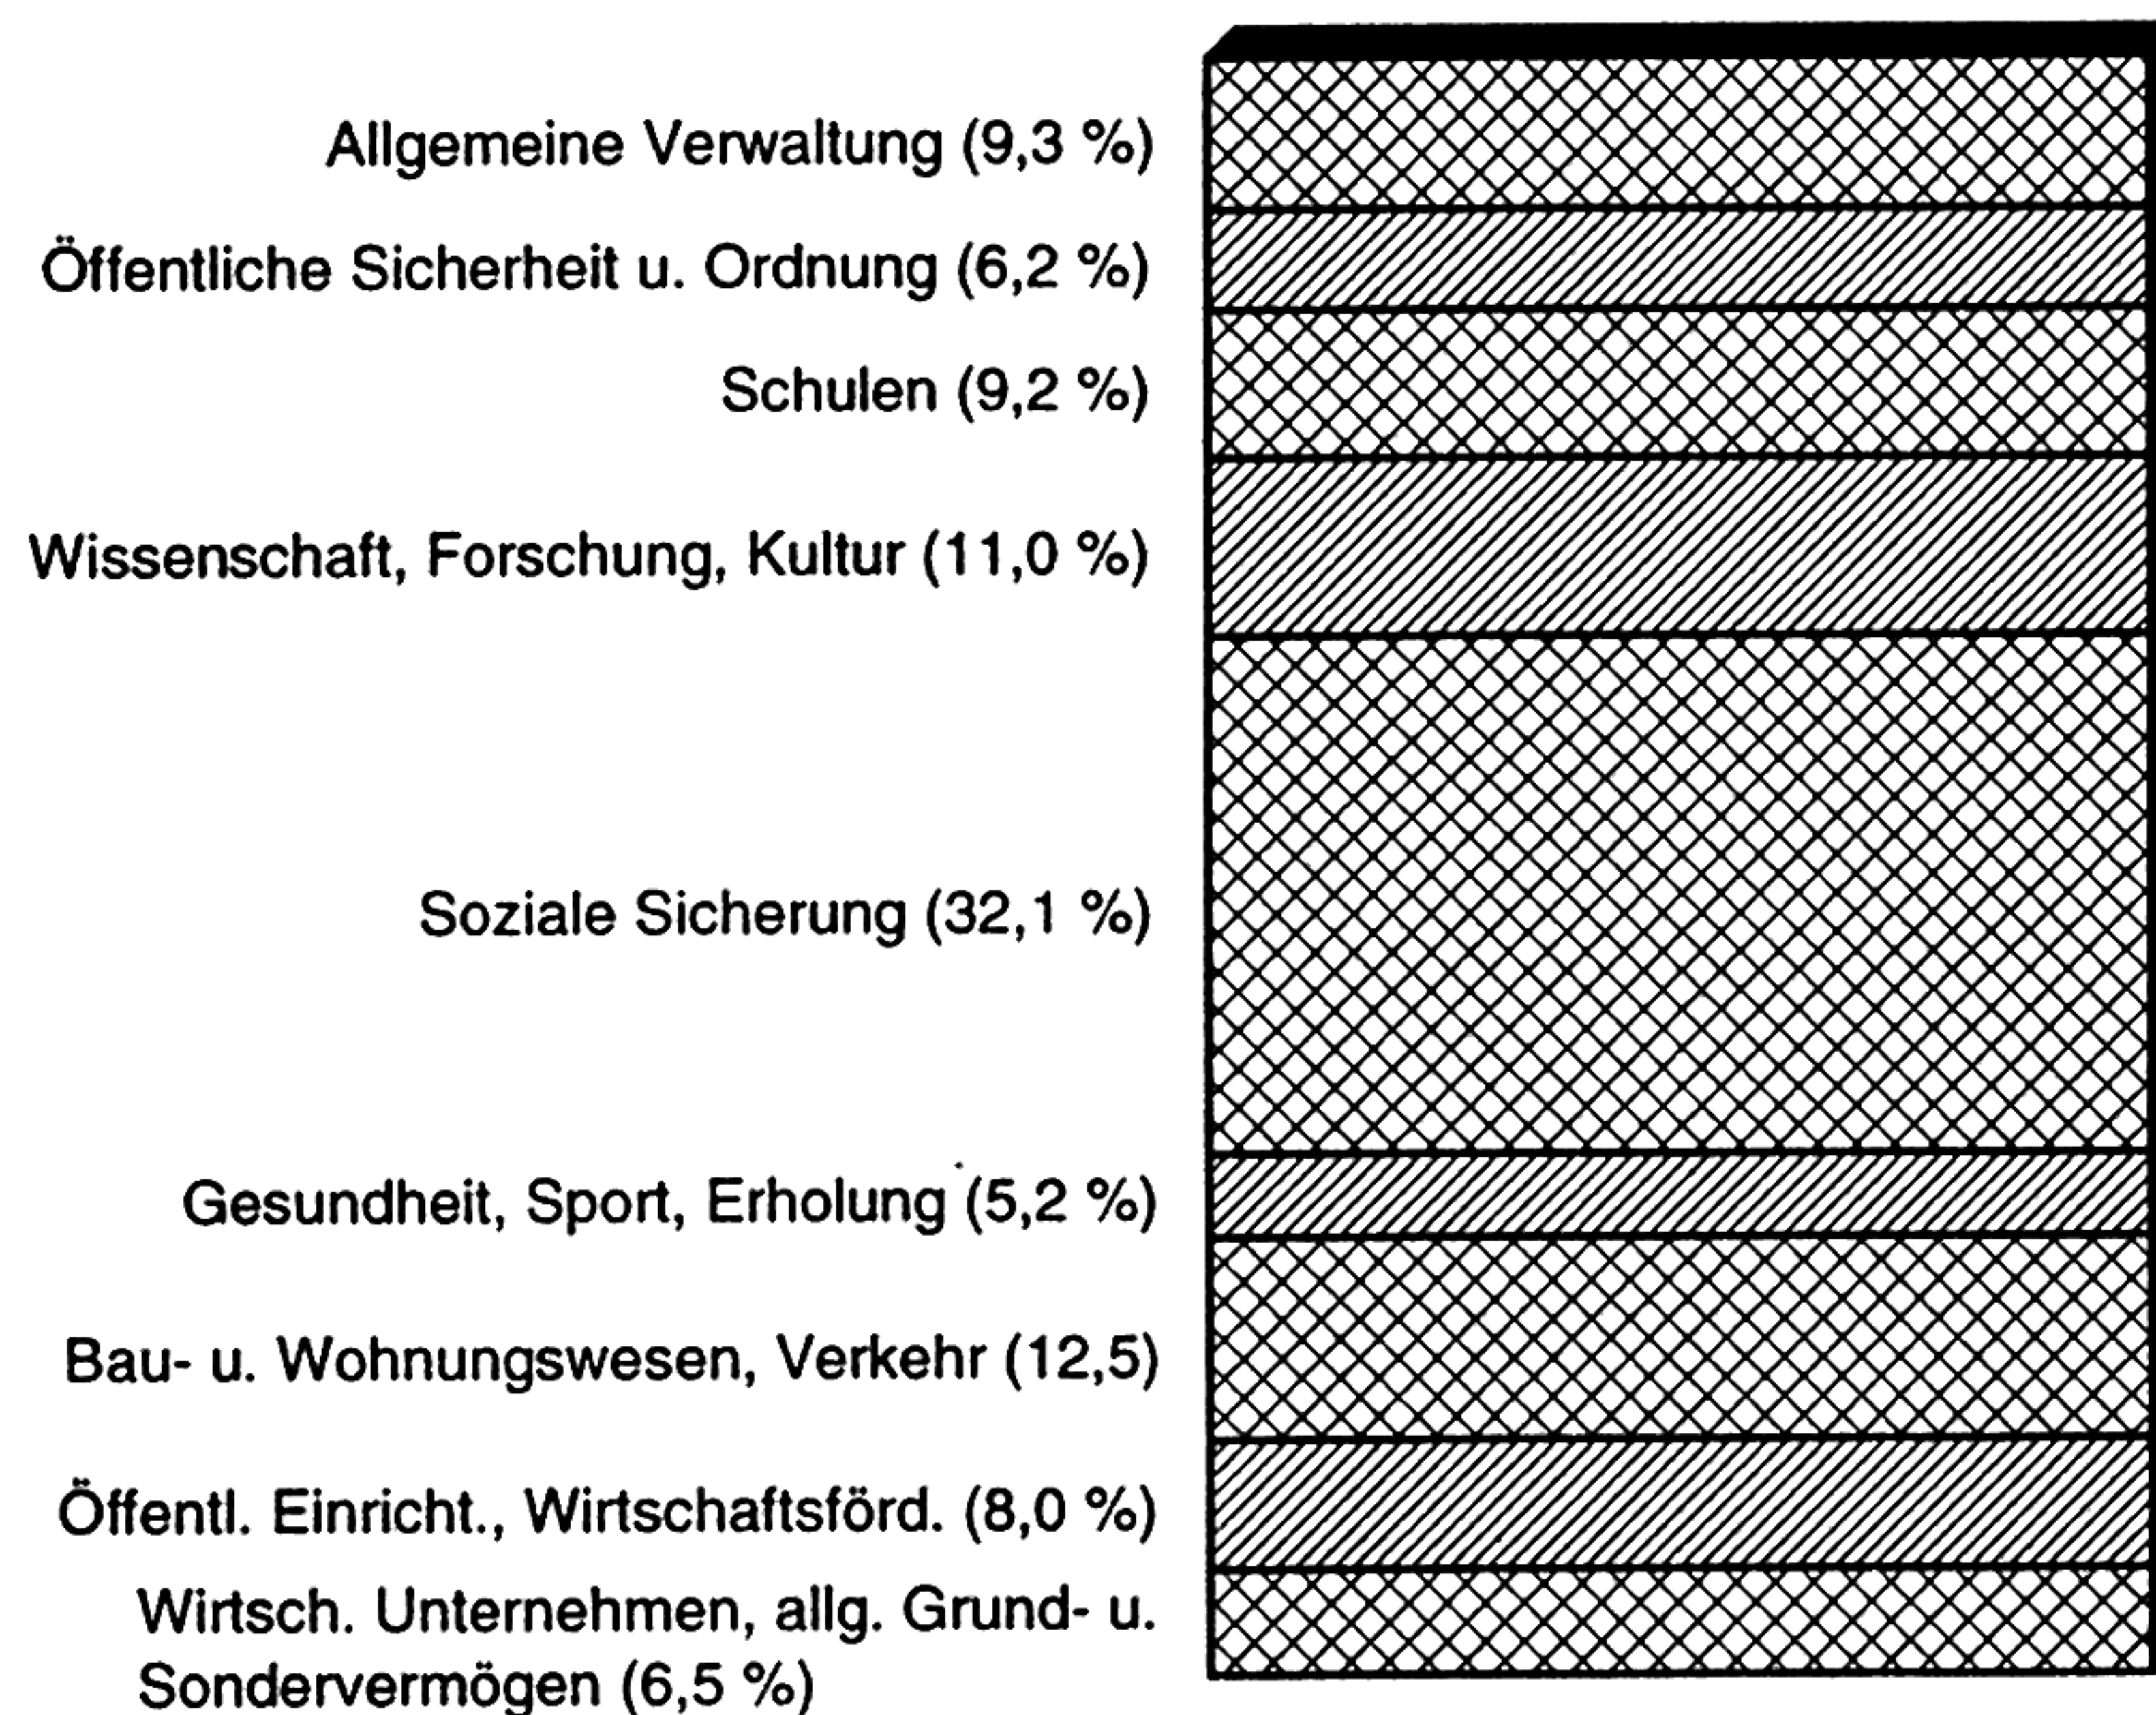 Allgemeine Verwaltung (9,3 %)
Öffentliche Sicherheit u. Ordnung (6,2 %)
Schulen (9,2 %)
Wissenschaft, Forschung, Kultur (11,0 %)
Soziale Sicherung (32,1 %)
Gesundheit, Sport, Erholung (5,2 %)
Bau- u. Wohnungswesen, Verkehr (12,5)
Öffentl. Einricht., Wirtschaftsförd. (8,0 %)
Wirtsch. Unternehmen, allg. Grund- u.
Sondervermögen (6,5 %)